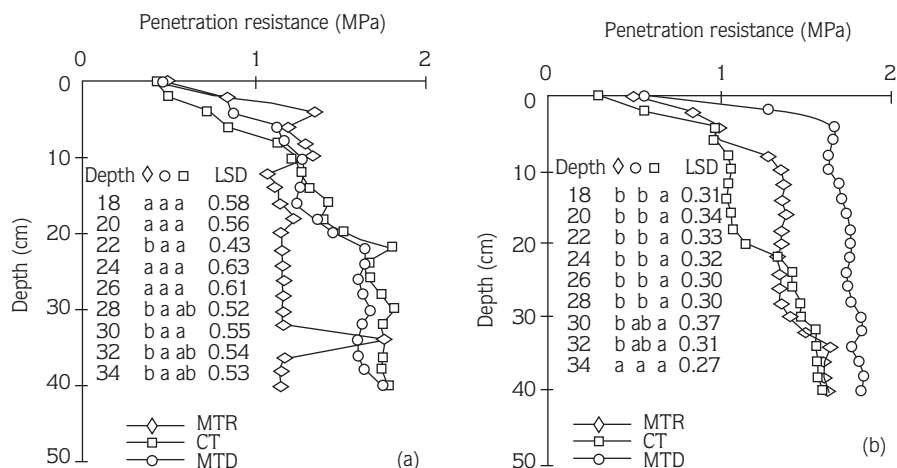 Penetration resistance (MPa)
0 1 2
0
10
20
30
40
50
Depth (cm)
Depth ◇ ○ □ LSD
18 a a a 0.58
20 a a a 0.56
22 b a a 0.43
24 a a a 0.63
26 a a a 0.61
28 b a ab 0.52
30 b a a 0.55
32 b a ab 0.54
34 b a ab 0.53
MTR
CT
MTD
(a)
Penetration resistance (MPa)
0 1 2
0
10
20
30
40
50
Depth (cm)
Depth ◇ ○ □ LSD
18 b b a 0.31
20 b b a 0.34
22 b b a 0.33
24 b b a 0.32
26 b b a 0.30
28 b b a 0.30
30 b ab a 0.37
32 b ab a 0.31
34 a a a 0.27
MTR
CT
MTD
(b)